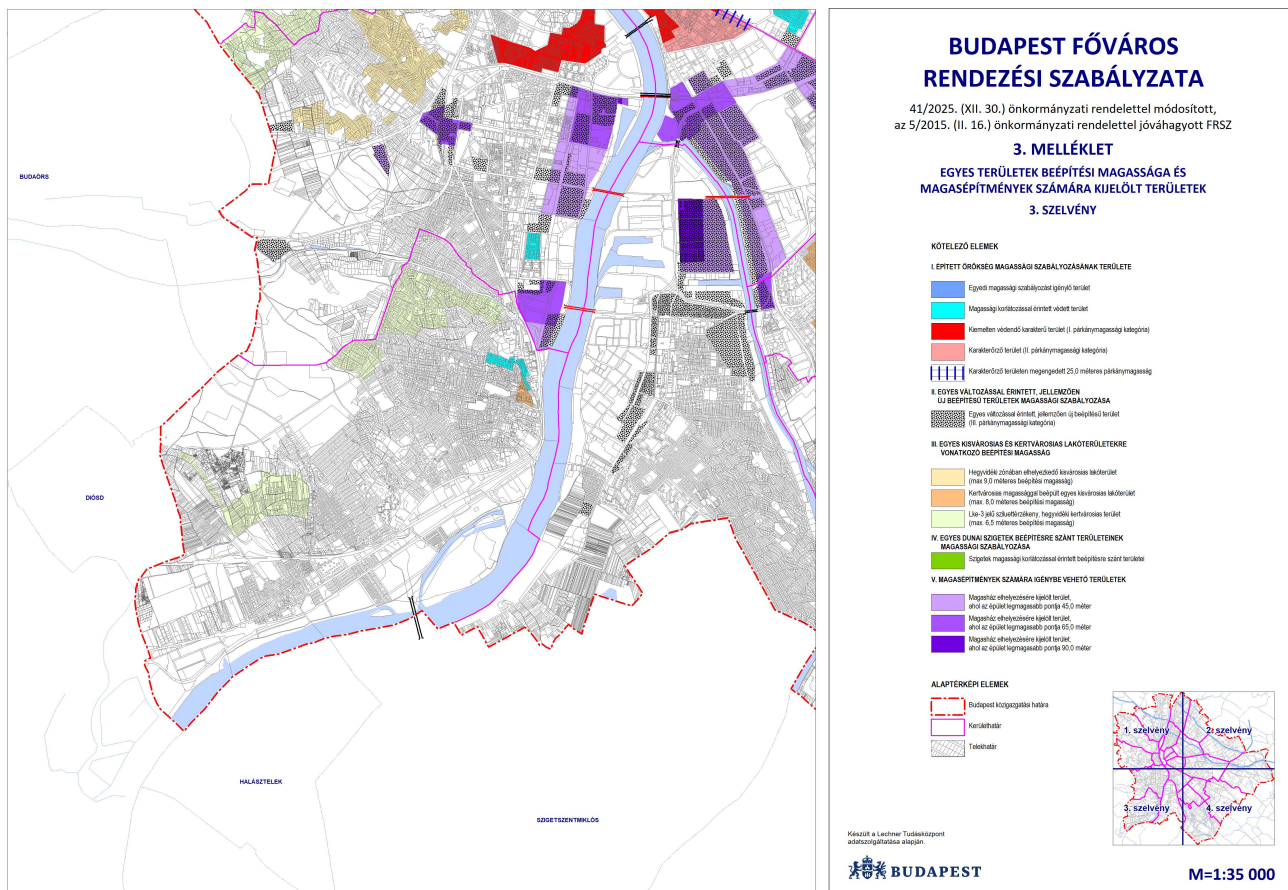 BUDAÖRS
DIÓSD
HALÁSZTELEK
SZIGETSZENTMIKLÓS
BUDAPEST FŐVÁROS
RENDEZÉSI SZABÁLYZATA
41/2025. (XII. 30.) önkormányzati rendelettel módosított,
az 5/2015. (II. 16.) önkormányzati rendelettel jóváhagyott FRSZ
3. MELLÉKLET
EGYES TERÜLETEK BEÉPÍTÉSI MAGASSÁGA ÉS
MAGASÉPÍTMÉNYEK SZÁMÁRA KIJELÖLT TERÜLETEK
3. SZELVÉNY
KÖTELEZŐ ELEMEK
I. ÉPÍTETT ÖRÖKSÉG MAGASSÁGI SZABÁLYOZÁSÁNAK TERÜLETE
Egyedi magassági szabályozást igénylő terület
Magassági korlátozással érintett védett terület
Kiemelten védendő karakterű terület (I. párkánymagassági kategória)
Karakterőrző terület (II. párkánymagassági kategória)
Karakterőrző területen megengedett 25,0 méteres párkánymagasság
II. EGYES VÁLTOZÁSSAL ÉRINTETT, JELLEMZŐEN
ÚJ BEÉPÍTÉSŰ TERÜLETEK MAGASSÁGI SZABÁLYOZÁSA
Egyes változással érintett, jellemzően új beépítésű terület
(III. párkánymagassági kategória)
III. EGYES KISVÁROSIAS ÉS KERTVÁROSIAS LAKÓTERÜLETEKRE
VONATKOZÓ BEÉPÍTÉSI MAGASSÁG
Hegyvidéki zónában elhelyezkedő kisvárosias lakóterület
(max 9,0 méteres beépítési magasság)
Kertvárosias magassággal beépült egyes kisvárosias lakóterület
(max. 8,0 méteres beépítési magasság)
Lke-3 jelű sziluettérzékeny, hegyvidéki kertvárosias terület
(max. 6,5 méteres beépítési magasság)
IV. EGYES DUNAI SZIGETEK BEÉPÍTÉSRE SZÁNT TERÜLETEINEK
MAGASSÁGI SZABÁLYOZÁSA
Szigetek magassági korlátozással érintett beépítésre szánt területei
V. MAGASÉPÍTMÉNYEK SZÁMÁRA IGÉNYBE VEHETŐ TERÜLETEK
Magasház elhelyezésére kijelölt terület,
ahol az épület legmagasabb pontja 45,0 méter
Magasház elhelyezésére kijelölt terület,
ahol az épület legmagasabb pontja 65,0 méter
Magasház elhelyezésére kijelölt terület,
ahol az épület legmagasabb pontja 90,0 méter
ALAPTÉRKÉPI ELEMEK
Budapest közigazgatási határa
Kerülethatár
Telekhatár
1. szelvény
2. szelvény
3. szelvény
4. szelvény
Készült a Lechner Tudásközpont
adatszolgáltatása alapján.
BUDAPEST
M=1:35 000